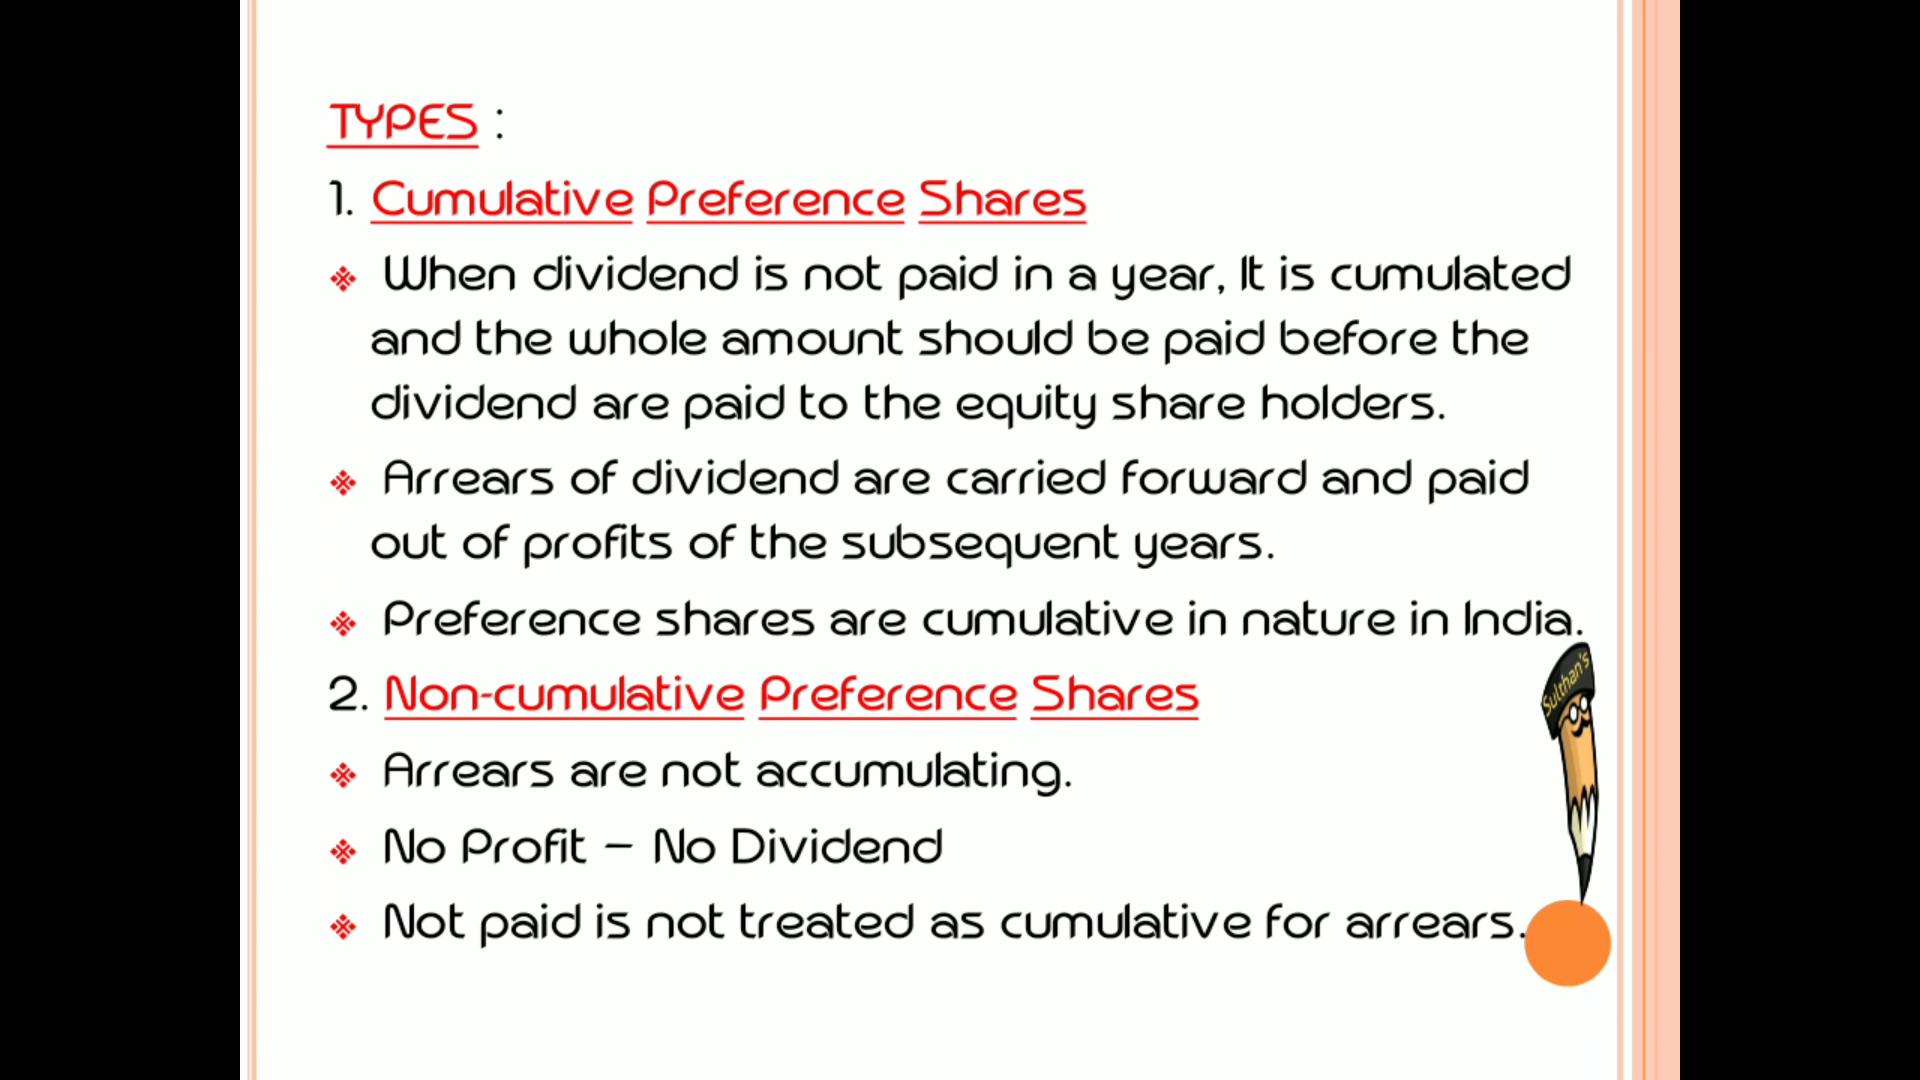 TYPES :
1. Cumulative Preference Shares
When dividend is not paid in a year, It is cumulated
and the whole amount should be paid before the
dividend are paid to the equity share holders.
Arrears of dividend are carried forward and paid
out of profits of the subsequent years.
Preference shares are cumulative in nature in India.
Sulthan's
2. Non-cumulative Preference Shares
Arrears are not accumulating.
No Profit – No Dividend
Not paid is not treated as cumulative for arrears.